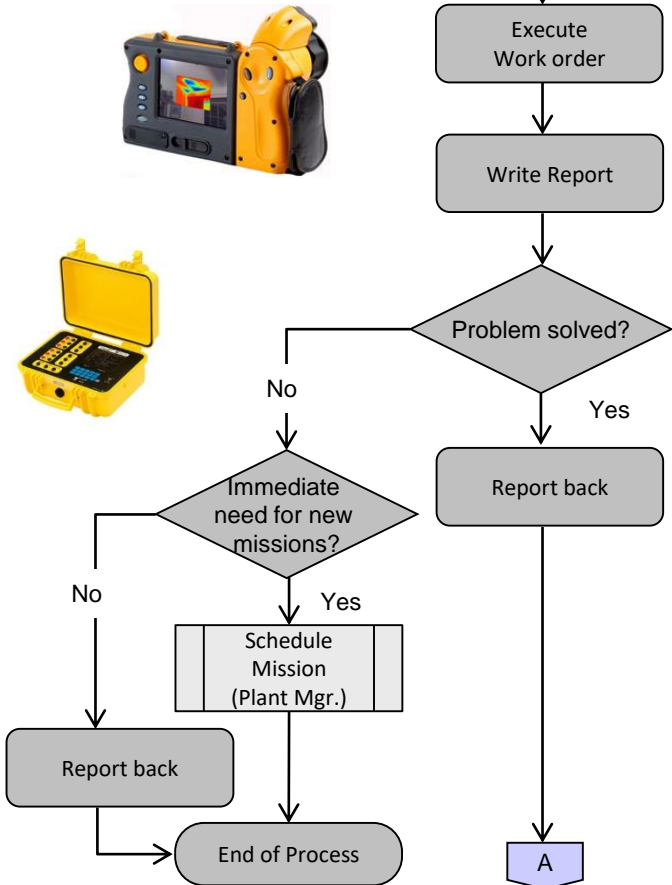 Execute
Work order
Write Report
Problem solved?
No
Yes
Immediate
need for new
missions?
Report back
No
Yes
Schedule
Mission
(Plant Mgr.)
Report back
End of Process
A